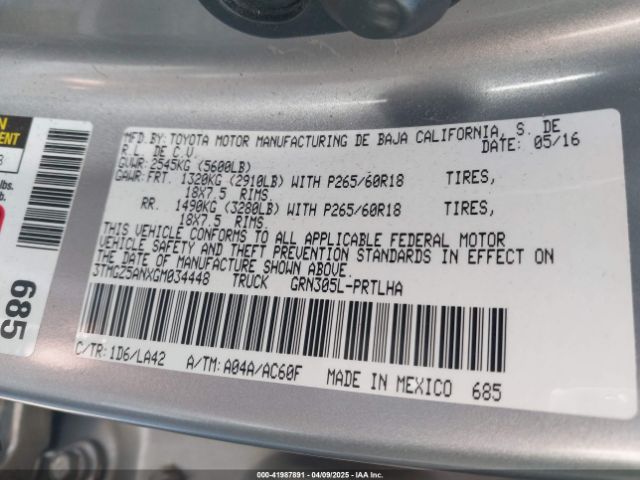 MFD.BY: TOYOTA MOTOR MANUFACTURING DE BAJA CALIFORNIA, S. DE
R L. DE C.V. DATE: 05/16
GVWR: 2545KG (5600LB)
GAWR: FRT. 1320KG (2910LB) WITH P265/60R18 TIRES,
18X7.5 RIMS
RR. 1490KG (3280LB) WITH P265/60R18 TIRES,
18X7.5 RIMS
THIS VEHICLE CONFORMS TO ALL APPLICABLE FEDERAL MOTOR
VEHICLE SAFETY AND THEFT PREVENTION STANDARDS IN EFFECT ON
THE DATE OF MANUFACTURE SHOWN ABOVE.
3TMGZ5ANXGM034448 TRUCK GRN305L-PRTLHA
C/TR: 1D6/LA42 A/TM: A04A/AC60F MADE IN MEXICO 685
lbs.
685
000-41987891 - 04/09/2025 - IAAI.COM